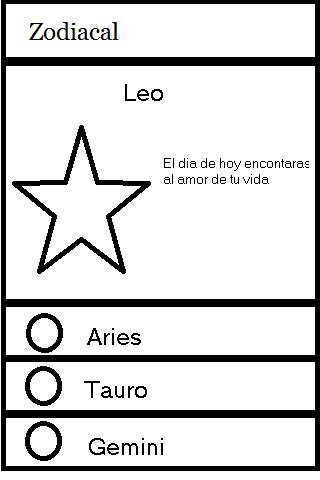 Zodiacal
Leo
El dia de hoy encontaras
al amor de tu vida
Aries
Tauro
Gemini